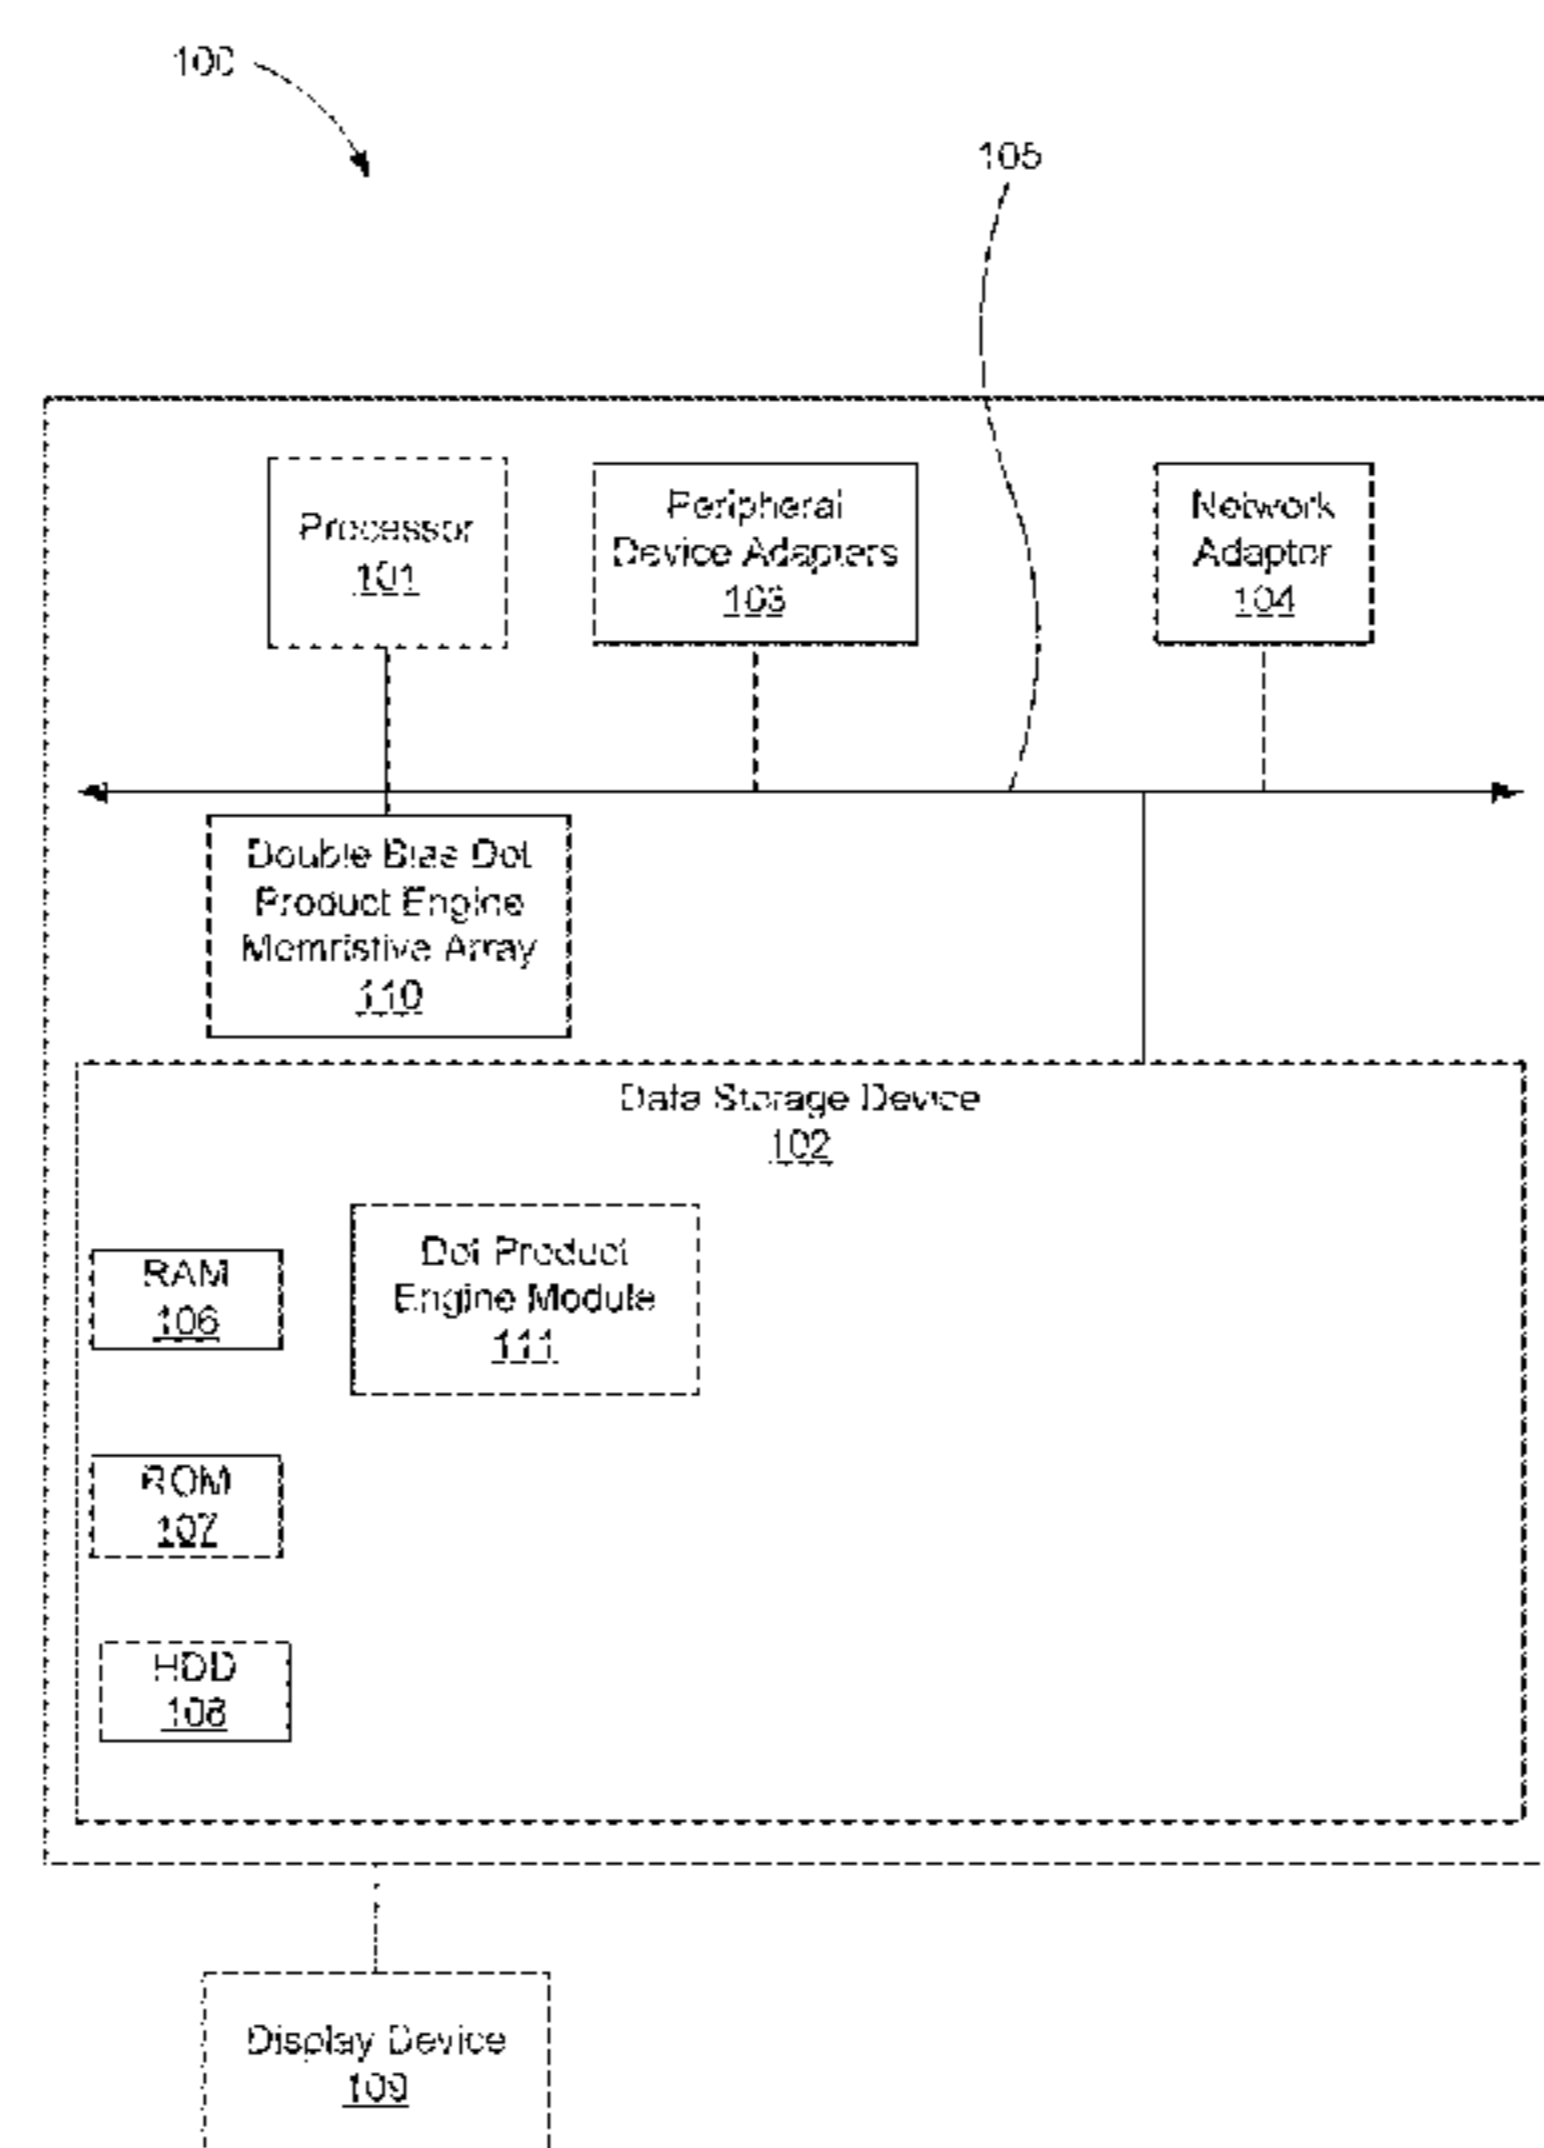 100
105
Processor
101
Peripheral
Device Adapters
103
Network
Adaptor
104
Double Bias Dot
Product Engine
Memristive Array
110
Data Storage Device
102
RAM
106
Dot Product
Engine Module
111
ROM
107
HDD
108
Display Device
109